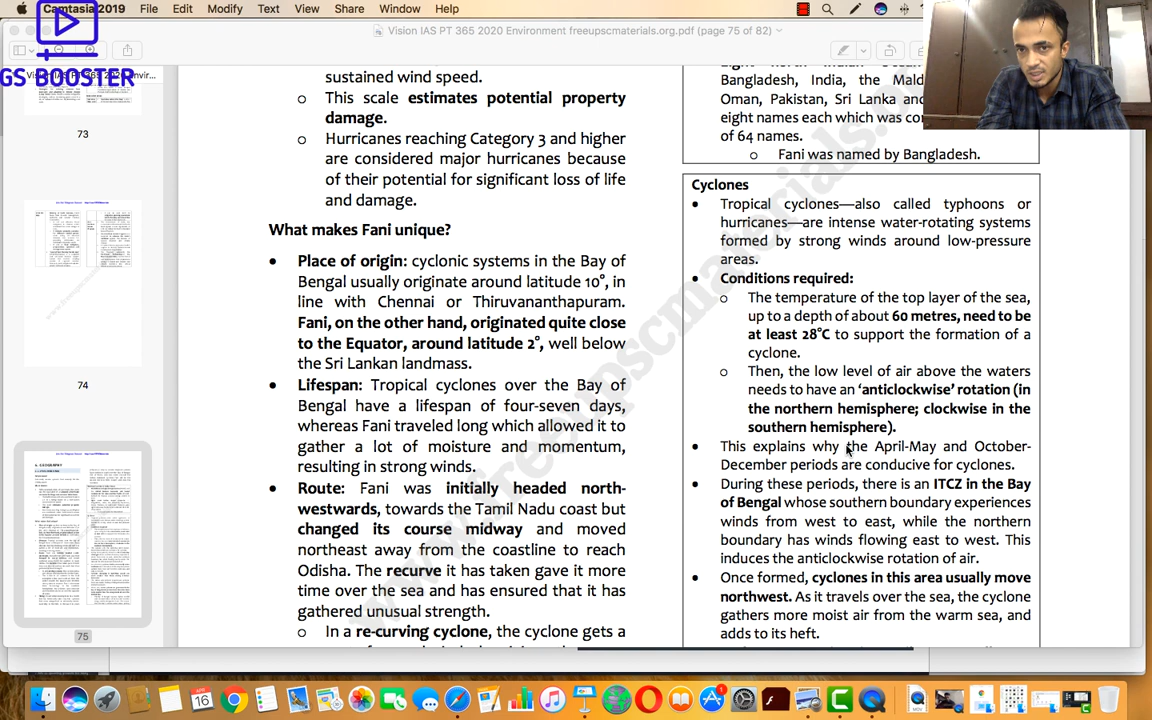 Camtasia 2019 File Edit Modify Text View Share Window Help
Vision IAS PT 365 2020 Environment freeupscmaterials.org.pdf (page 75 of 82)
GS BOOSTER
73
74
75
sustained wind speed.
o This scale estimates potential property
damage.
o Hurricanes reaching Category 3 and higher
are considered major hurricanes because
of their potential for significant loss of life
and damage.
What makes Fani unique?
• Place of origin: cyclonic systems in the Bay of
Bengal usually originate around latitude 10°, in
line with Chennai or Thiruvananthapuram.
Fani, on the other hand, originated quite close
to the Equator, around latitude 2°, well below
the Sri Lankan landmass.
• Lifespan: Tropical cyclones over the Bay of
Bengal have a lifespan of four-seven days,
whereas Fani traveled long which allowed it to
gather a lot of moisture and momentum,
resulting in strong winds.
• Route: Fani was initially headed north-
westwards, towards the Tamil Nadu coast but
changed its course midway and moved
northeast away from the coastline to reach
Odisha. The recurve it has taken gave it more
time over the sea and has ensured that it has
gathered unusual strength.
o In a re-curving cyclone, the cyclone gets a
Bangladesh, India, the
Oman, Pakistan, Sri Lanka
eight names each which was
of 64 names.
o Fani was named by Bangladesh.
Cyclones
• Tropical cyclones—also called typhoons or
hurricanes—are intense water-rotating systems
formed by strong winds around low-pressure
areas.
• Conditions required:
o The temperature of the top layer of the sea,
up to a depth of about 60 metres, need to be
at least 28°C to support the formation of a
cyclone.
o Then, the low level of air above the waters
needs to have an ‘anticlockwise’ rotation (in
the northern hemisphere; clockwise in the
southern hemisphere).
• This explains why the April-May and October-
December periods are conducive for cyclones.
• During these periods, there is an ITCZ in the Bay
of Bengal whose southern boundary experiences
winds from west to east, while the northern
boundary has winds flowing east to west. This
induces the anticlockwise rotation of air.
• Once formed, cyclones in this sea usually move
northwest. As it travels over the sea, the cyclone
gathers more moist air from the warm sea, and
adds to its heft.